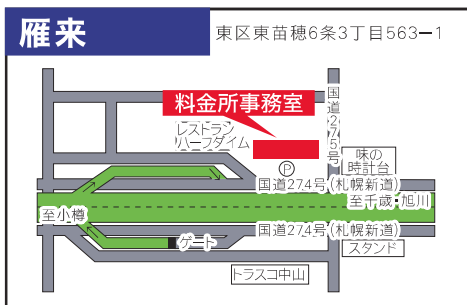 雁来
東区東苗穂6条3丁目563−1
料金所事務室
国道275号
レストラン
ハーフダイム
P
味の
時計台
国道274号(札幌新道)
至千歳・旭川
至小樽
国道274号(札幌新道)
ゲート
スタンド
トラスコ中山